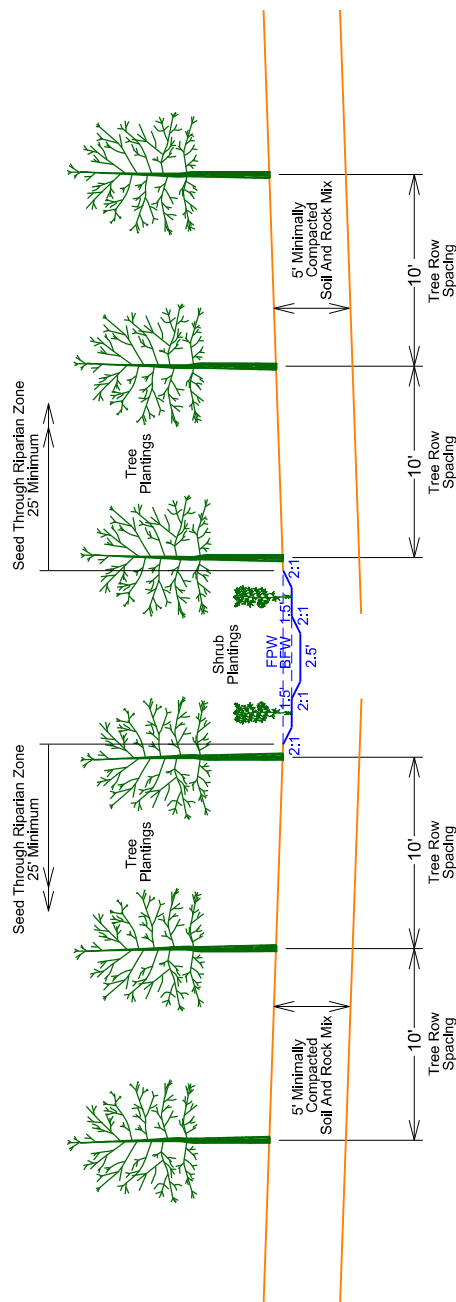 Seed Through Riparian Zone
25' Minimum
Seed Through Riparian Zone
25' Minimum
Tree
Plantings
Shrub
Plantings
Tree
Plantings
FPW
1.5'
BFW
1.5'
2:1
2:1
2.5'
2:1
2:1
5' Minimally
Compacted
Soil And Rock Mix
5' Minimally
Compacted
Soil And Rock Mix
10'
Tree Row
Spacing
10'
Tree Row
Spacing
10'
Tree Row
Spacing
10'
Tree Row
Spacing